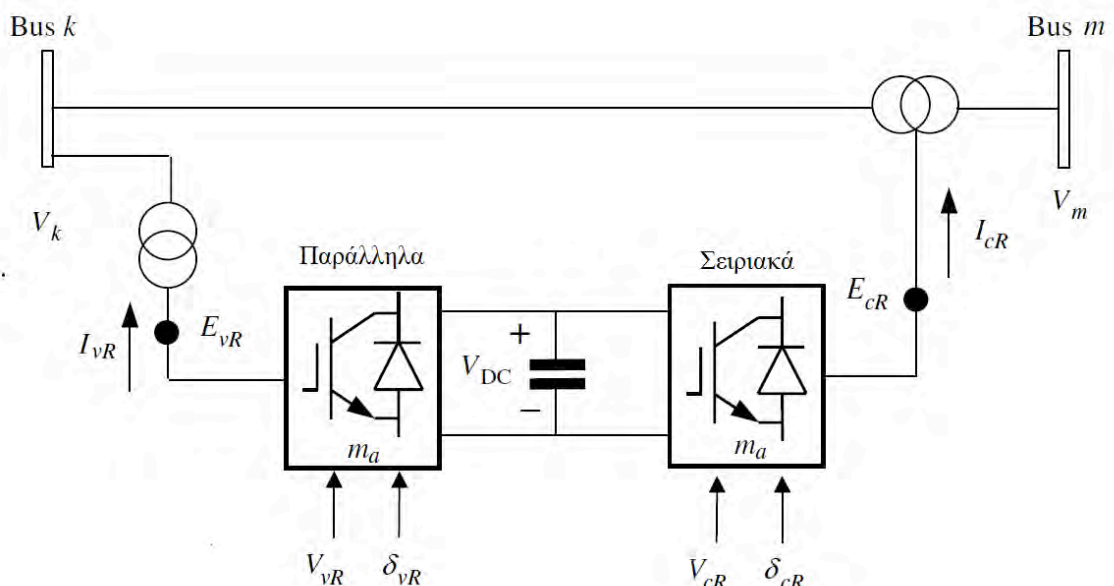 Bus k
Bus m
V_k
V_m
I_cR
Παράλληλα
Σειριακά
E_cR
I_vR
E_vR
+
V_DC
−
m_a
m_a
V_vR
δ_vR
V_cR
δ_cR